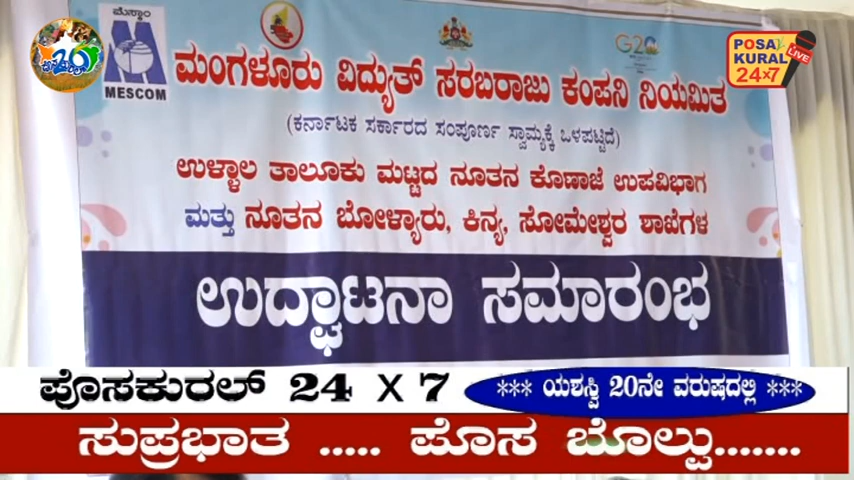 ಮೆಸ್ಕಾಂ
MESCOM
G20
POSA
KURAL
24x7
LIVE
20
ಮಂಗಳೂರು ವಿದ್ಯುತ್ ಸರಬರಾಜು ಕಂಪನಿ ನಿಯಮಿತ
(ಕರ್ನಾಟಕ ಸರ್ಕಾರದ ಸಂಪೂರ್ಣ ಸ್ವಾಮ್ಯಕ್ಕೆ ಒಳಪಟ್ಟಿದೆ)
ಉಳ್ಳಾಲ ತಾಲೂಕು ಮಟ್ಟದ ನೂತನ ಕೊಣಾಜೆ ಉಪವಿಭಾಗ
ಮತ್ತು ನೂತನ ಬೋಳ್ಯಾರು, ಕಿನ್ಯ, ಸೋಮೇಶ್ವರ ಶಾಖೆಗಳ
ಉದ್ಘಾಟನಾ ಸಮಾರಂಭ
ಪೊಸಕುರಲ್ 24 X 7
*** ಯಶಸ್ವಿ 20ನೇ ವರುಷದಲ್ಲಿ ***
ಸುಪ್ರಭಾತ ..... ಪೊಸ ಬೊಲ್ಪು.......